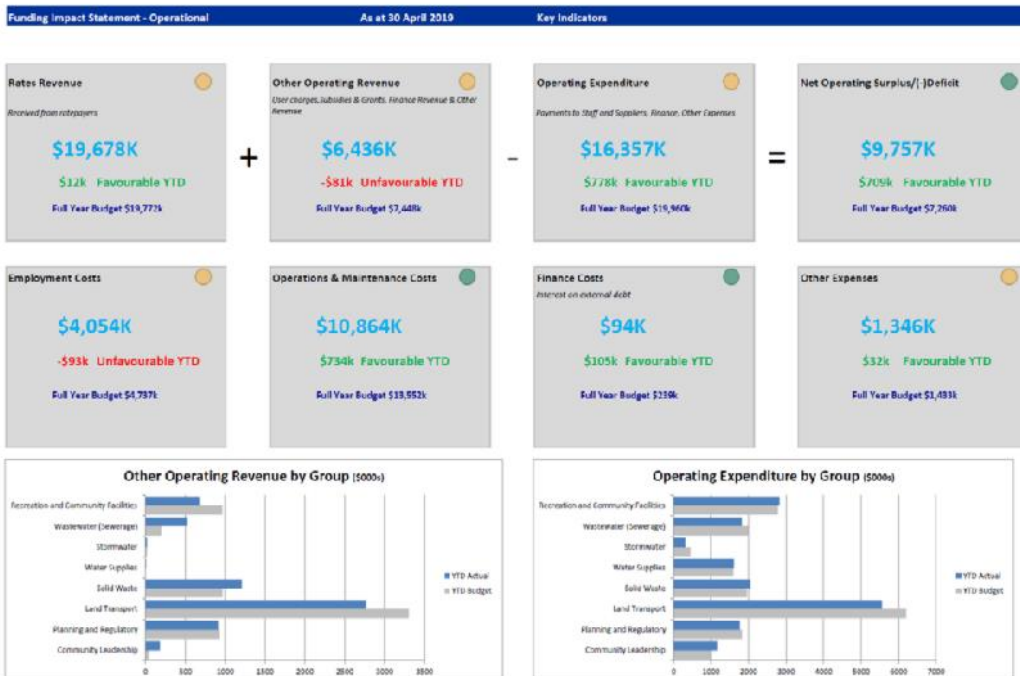 Funding Impact Statement - Operational As at 30 April 2019 Key Indicators
Rates Revenue
Received from ratepayers
$19,678K
$12k Favourable YTD
Full Year Budget $19,772k
+
Other Operating Revenue
User charges, Subsidies & Grants, Finance Revenue & Other
Revenue
$6,436K
-$81k Unfavourable YTD
Full Year Budget $7,448k
-
Operating Expenditure
Payments to Staff and Suppliers, Finance, Other Expenses
$16,357K
$778k Favourable YTD
Full Year Budget $19,960k
=
Net Operating Surplus/(-)Deficit
$9,757K
$709k Favourable YTD
Full Year Budget $7,260k
Employment Costs
$4,054K
-$93k Unfavourable YTD
Full Year Budget $4,737k
Operations & Maintenance Costs
$10,864K
$734k Favourable YTD
Full Year Budget $13,552k
Finance Costs
Interest on external debt
$94K
$105k Favourable YTD
Full Year Budget $239k
Other Expenses
$1,346K
$32k Favourable YTD
Full Year Budget $1,433k
Other Operating Revenue by Group ($000s)
Recreation and Community Facilities
Wastewater (Sewerage)
Stormwater
Water Supplies
Solid Waste
Land Transport
Planning and Regulatory
Community Leadership
YTD Actual
YTD Budget
0 500 1000 1500 2000 2500 3000 3500
Operating Expenditure by Group ($000s)
Recreation and Community Facilities
Wastewater (Sewerage)
Stormwater
Water Supplies
Solid Waste
Land Transport
Planning and Regulatory
Community Leadership
YTD Actual
YTD Budget
0 1000 2000 3000 4000 5000 6000 7000